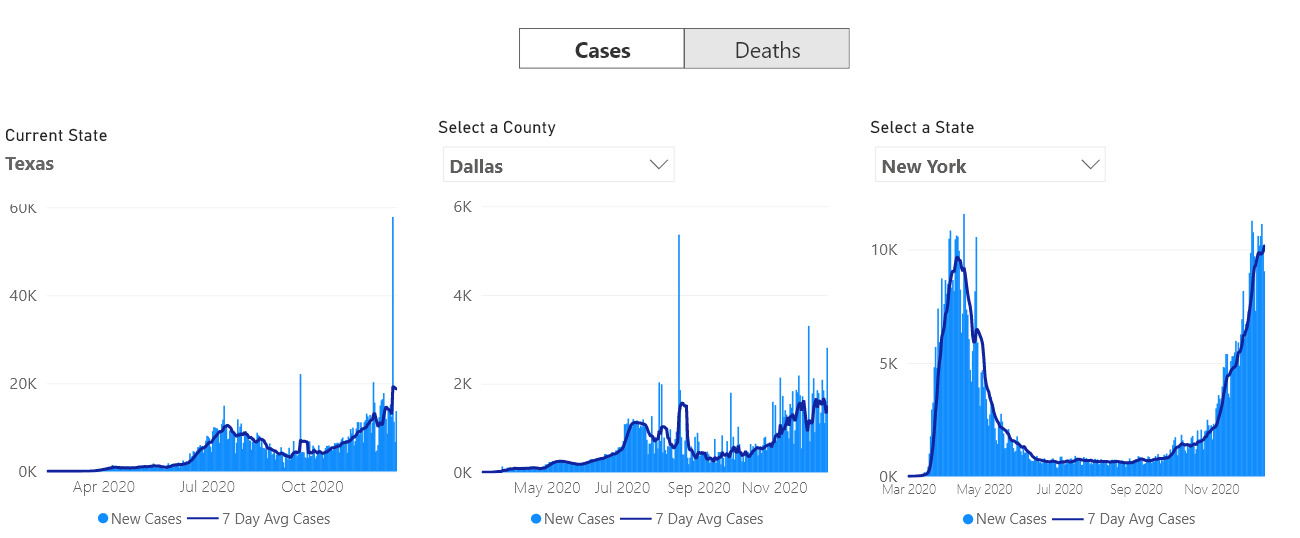 Cases Deaths
Current State
Texas
Select a County
Dallas
Select a State
New York
60K
40K
20K
0K
Apr 2020 Jul 2020 Oct 2020
New Cases 7 Day Avg Cases
6K
4K
2K
0K
May 2020 Jul 2020 Sep 2020 Nov 2020
New Cases 7 Day Avg Cases
10K
5K
0K
Mar 2020 May 2020 Jul 2020 Sep 2020 Nov 2020
New Cases 7 Day Avg Cases